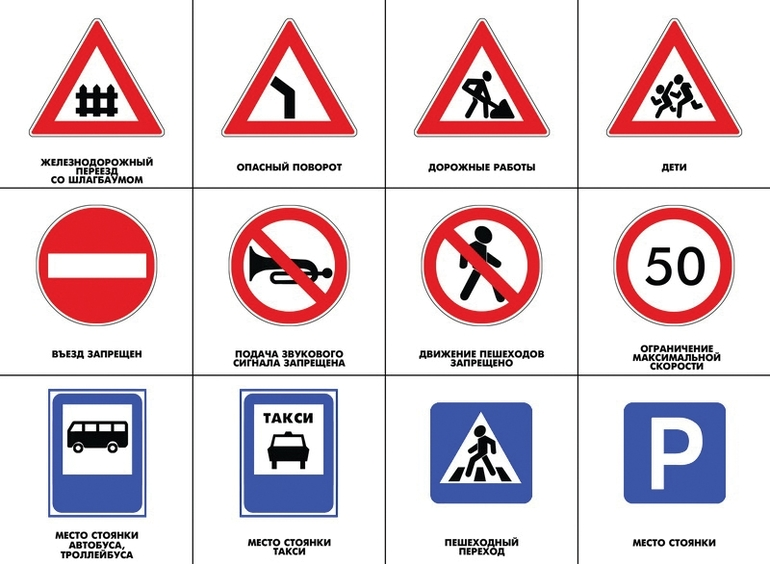 ЖЕЛЕЗНОДОРОЖНЫЙ
ПЕРЕЕЗД
СО ШЛАГБАУМОМ
ОПАСНЫЙ ПОВОРОТ
ДОРОЖНЫЕ РАБОТЫ
ДЕТИ
ВЪЕЗД ЗАПРЕЩЕН
ПОДАЧА ЗВУКОВОГО
СИГНАЛА ЗАПРЕЩЕНА
ДВИЖЕНИЕ ПЕШЕХОДОВ
ЗАПРЕЩЕНО
50
ОГРАНИЧЕНИЕ
МАКСИМАЛЬНОЙ
СКОРОСТИ
МЕСТО СТОЯНКИ
АВТОБУСА,
ТРОЛЛЕЙБУСА
ТАКСИ
МЕСТО СТОЯНКИ
ТАКСИ
ПЕШЕХОДНЫЙ
ПЕРЕХОД
P
МЕСТО СТОЯНКИ